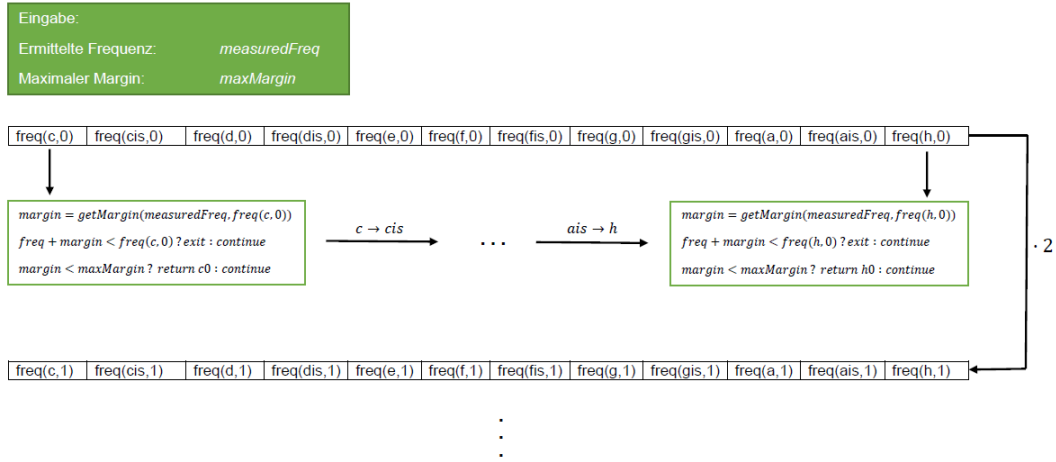 Eingabe:
Ermittelte Frequenz: measuredFreq
Maximaler Margin: maxMargin
freq(c,0) freq(cis,0) freq(d,0) freq(dis,0) freq(e,0) freq(f,0) freq(fis,0) freq(g,0) freq(gis,0) freq(a,0) freq(ais,0) freq(h,0)
margin = getMargin(measuredFreq, freq(c, 0))
freq + margin < freq(c, 0) ? exit : continue
margin < maxMargin ? return c0 : continue
c → cis
. . .
ais → h
margin = getMargin(measuredFreq, freq(h, 0))
freq + margin < freq(h, 0) ? exit : continue
margin < maxMargin ? return h0 : continue
· 2
freq(c,1) freq(cis,1) freq(d,1) freq(dis,1) freq(e,1) freq(f,1) freq(fis,1) freq(g,1) freq(gis,1) freq(a,1) freq(ais,1) freq(h,1)